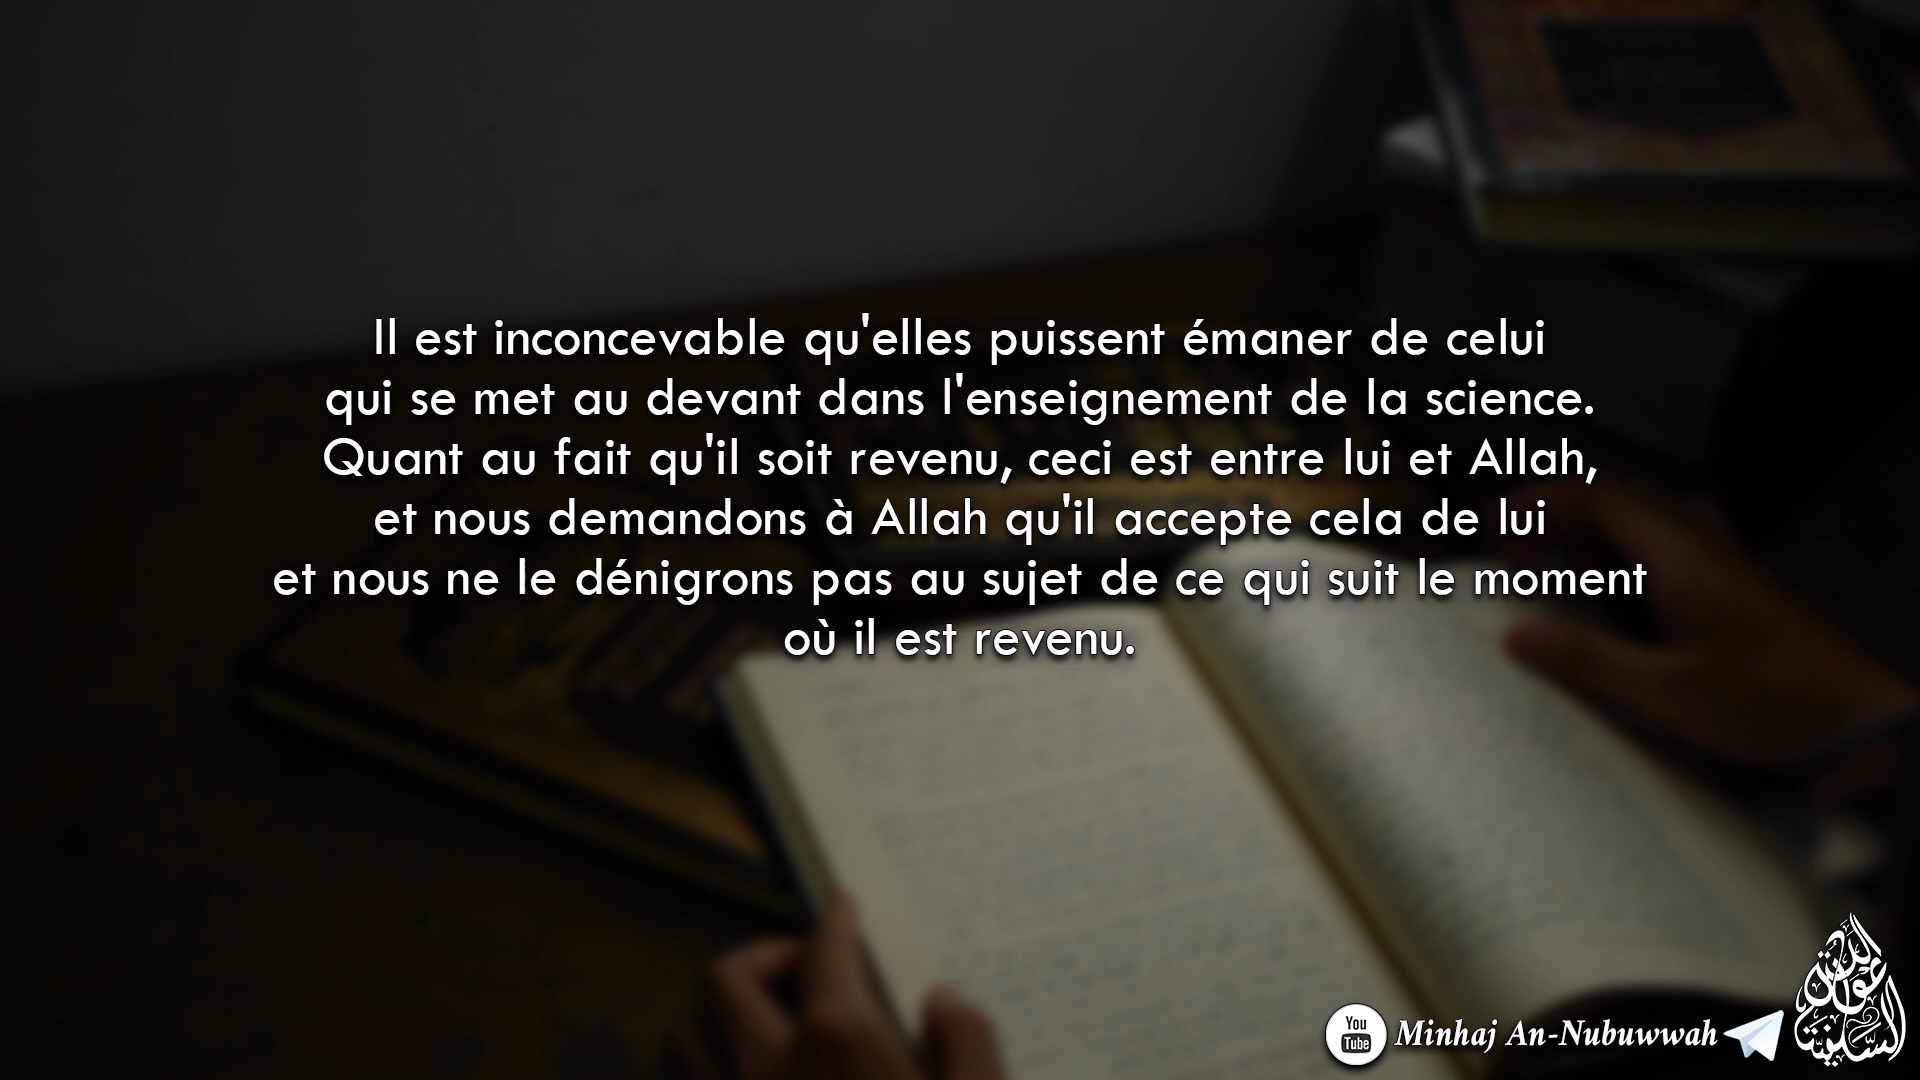 Il est inconcevable qu'elles puissent émaner de celui
qui se met au devant dans l'enseignement de la science.
Quant au fait qu'il soit revenu, ceci est entre lui et Allah,
et nous demandons à Allah qu'il accepte cela de lui
et nous ne le dénigrons pas au sujet de ce qui suit le moment
où il est revenu.
You
Tube
Minhaj An-Nubuwwah